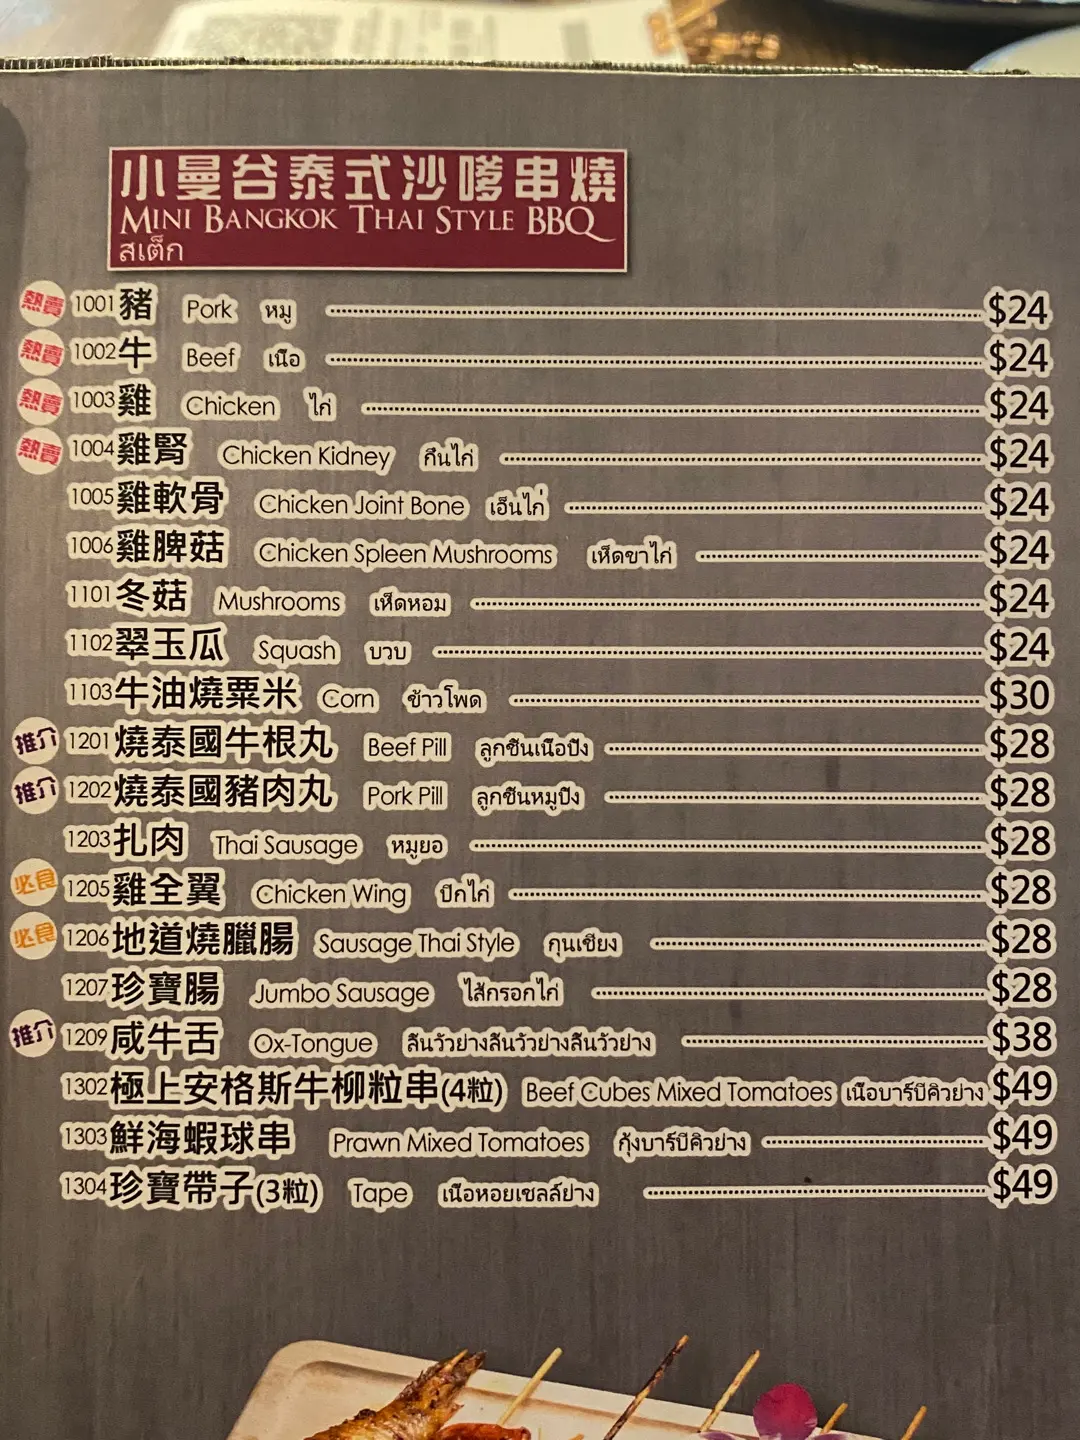 小曼谷泰式沙嗲串燒
MINI BANGKOK THAI STYLE BBQ
สเต็ก
熱賣 1001 豬 Pork หมู $24
熱賣 1002 牛 Beef เนื้อ $24
熱賣 1003 雞 Chicken ไก่ $24
熱賣 1004 雞腎 Chicken Kidney กึ๋นไก่ $24
1005 雞軟骨 Chicken Joint Bone เอ็นไก่ $24
1006 雞脾菇 Chicken Spleen Mushrooms เห็ดขาไก่ $24
1101 冬菇 Mushrooms เห็ดหอม $24
1102 翠玉瓜 Squash บวบ $24
1103 牛油燒粟米 Corn ข้าวโพด $30
推介 1201 燒泰國牛根丸 Beef Pill ลูกชิ้นเนื้อปิ้ง $28
推介 1202 燒泰國豬肉丸 Pork Pill ลูกชิ้นหมูปิ้ง $28
1203 扎肉 Thai Sausage หมูยอ $28
必食 1205 雞全翼 Chicken Wing ปีกไก่ $28
必食 1206 地道燒臘腸 Sausage Thai Style กุนเชียง $28
1207 珍寶腸 Jumbo Sausage ไส้กรอกไก่ $28
推介 1209 咸牛舌 Ox-Tongue ลิ้นวัวย่างลิ้นวัวย่างลิ้นวัวย่าง $38
1302 極上安格斯牛柳粒串(4粒) Beef Cubes Mixed Tomatoes เนื้อบาร์บีคิวย่าง $49
1303 鮮海蝦球串 Prawn Mixed Tomatoes กุ้งบาร์บีคิวย่าง $49
1304 珍寶帶子(3粒) Tape เนื้อหอยเชลล์ย่าง $49